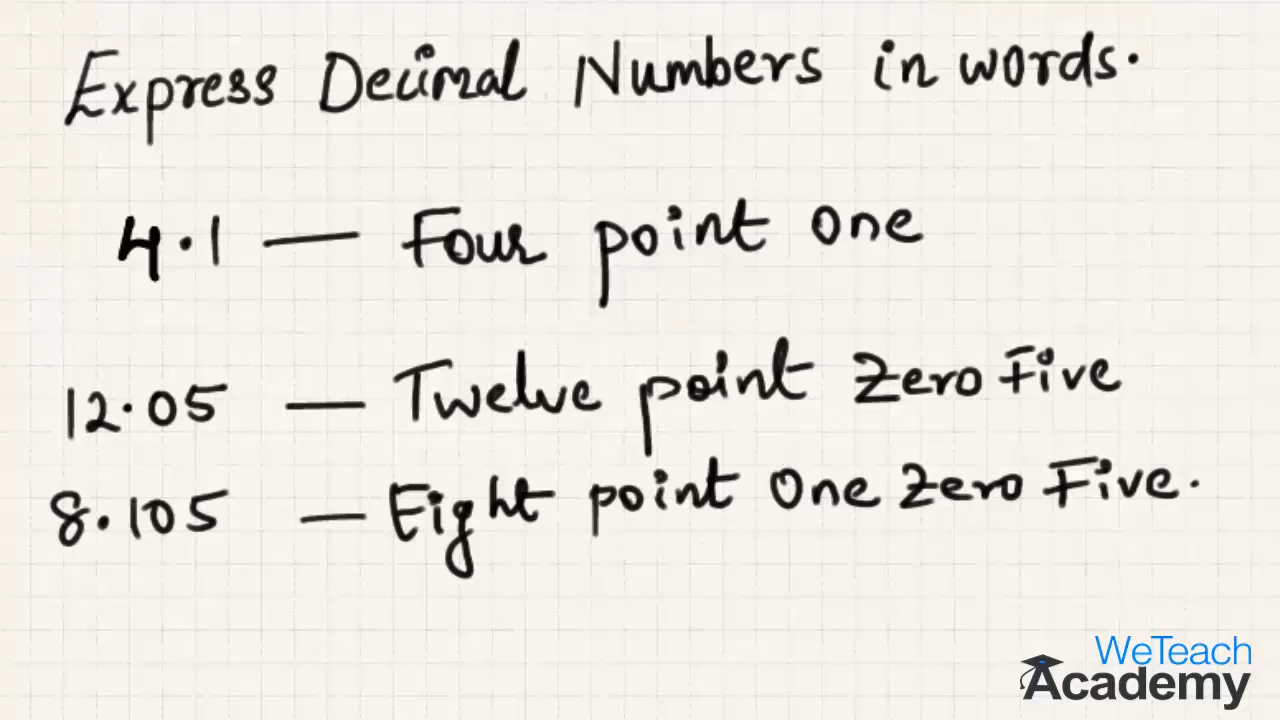 Express Decimal Numbers in words.
4.1 — Four point one
12.05 — Twelve point Zero Five
8.105 — Eight point One Zero Five.
WeTeach
Academy